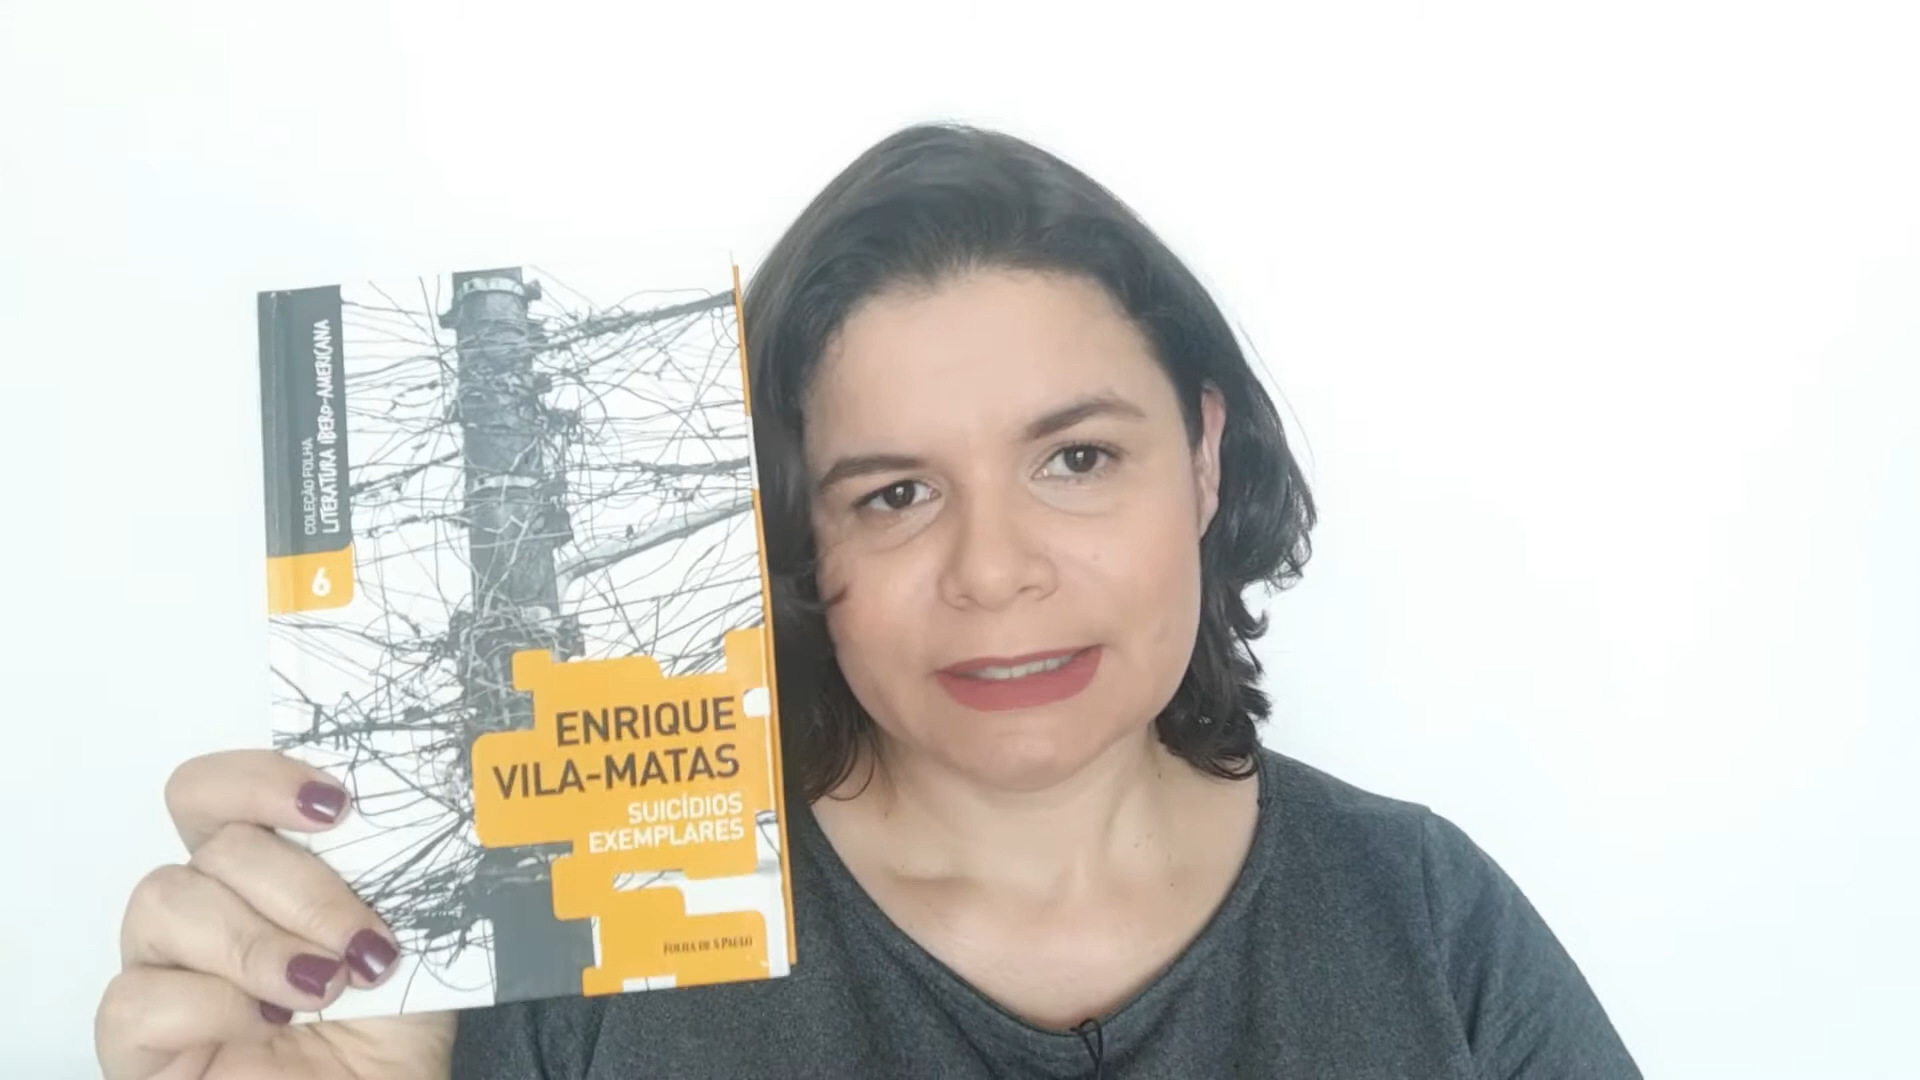 COLEÇÃO FOLHA
LITERATURA IBERO-AMERICANA
6
ENRIQUE
VILA-MATAS
SUICÍDIOS
EXEMPLARES
FOLHA DE S.PAULO